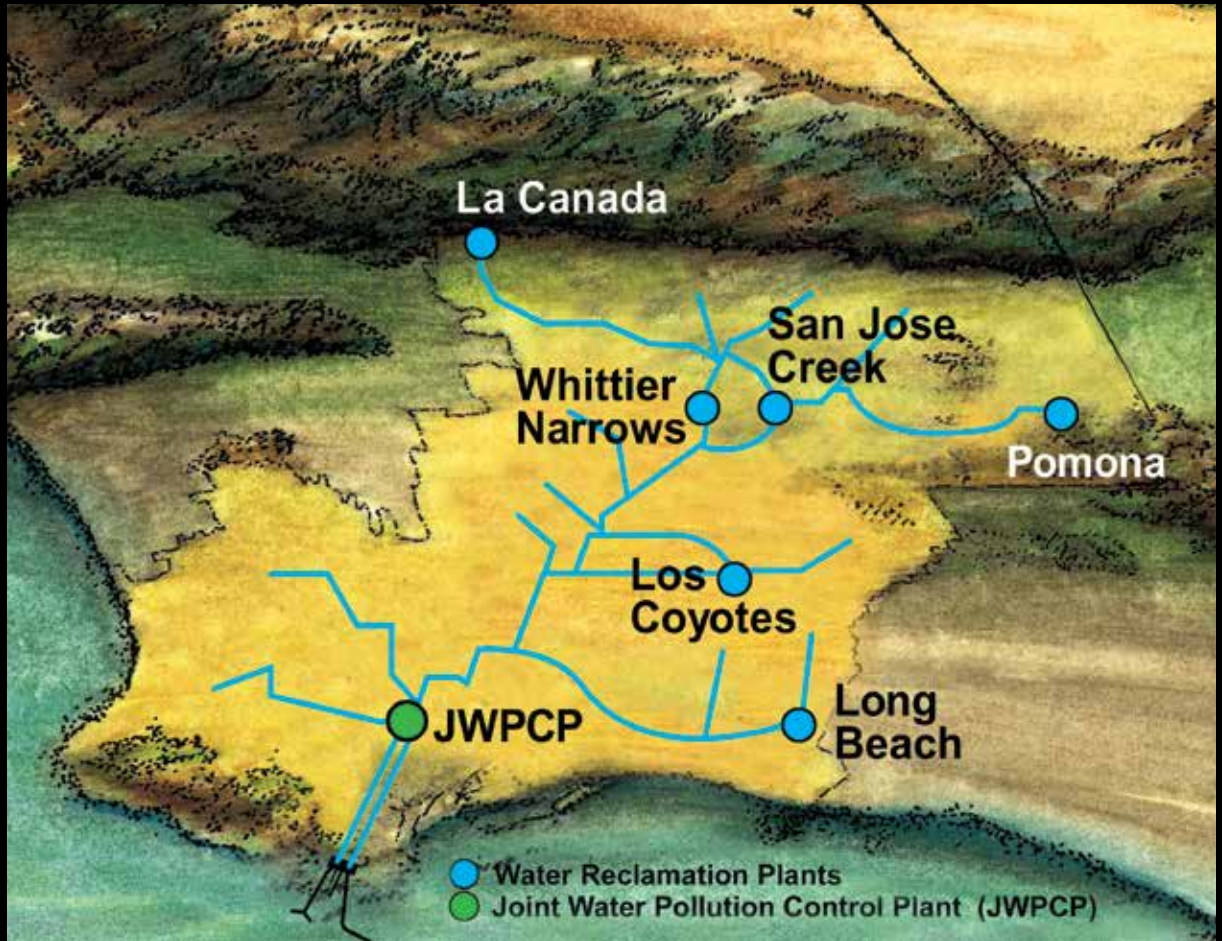 La Canada
San Jose
Creek
Whittier
Narrows
Pomona
Los
Coyotes
Long
Beach
JWPCP
Water Reclamation Plants
Joint Water Pollution Control Plant (JWPCP)